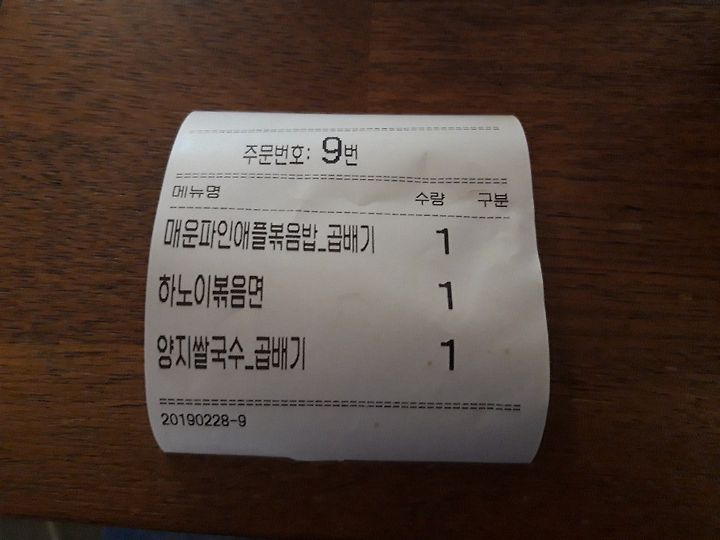 주문번호: 9번
메뉴명 수량 구분
매운파인애플볶음밥_곱배기 1
하노이볶음면 1
양지쌀국수_곱배기 1
20190228-9